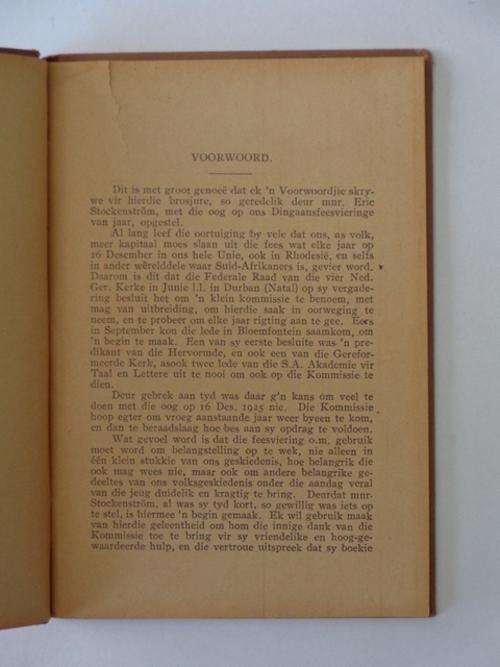 VOORWOORD.
Dit is met groot genoeë dat ek 'n Voorwoordjie skry-
we vir hierdie brosjure, so geredelik deur mnr. Eric
Stockenström, met die oog op ons Dingaansfeesvieringe
van jaar, opgestel.
Al lang leef die oortuiging by vele dat ons, as volk,
meer kapitaal moes slaan uit die fees wat elke jaar op
16 Desember in ons hele Unie, ook in Rhodesië, en selfs
in ander wêrelddele waar Suid-Afrikaners is, gevier word.
Daarom is dit dat die Federale Raad van die vier Ned.
Ger. Kerke in Junie l.l. in Durban (Natal) op sy vergade-
ring besluit het om 'n klein kommissie te benoem, met
mag van uitbreiding, om hierdie saak in oorweging te
neem, en te probeer om elke jaar rigting aan te gee. Eers
in September kon die lede in Bloemfontein saamkom, om
'n begin te maak. Een van sy eerste besluite was 'n pre-
dikant van die Hervormde, en ook een van die Gerefor-
meerde Kerk, asook twee lede van die S.A. Akademie vir
Taal en Lettere uit te nooi om ook op die Kommissie te
dien.
Deur gebrek aan tyd was daar g'n kans om veel te
doen met die oog op 16 Des. 1925 nie. Die Kommissie
hoop egter om vroeg aanstaande jaar weer byeen te kom,
en dan te beraadslaag hoe bes aan sy opdrag te voldoen.
Wat gevoel word is dat die feesviering o.m. gebruik
moet word om belangstelling op te wek, nie alleen in
één klein stukkie van ons geskiedenis, hoe belangrik die
ook mag wees nie, maar ook om andere belangrike ge-
deeltes van ons volksgeskiedenis onder die aandag veral
van die jeug duidelik en kragtig te bring. Deurdat mnr.
Stockenström, al was sy tyd kort, so gewillig was iets op
te stel, is hiermee 'n begin gemaak. Ek wil gebruik maak
van hierdie geleentheid om hom die innige dank van die
Kommissie toe te bring vir sy vriendelike en hoog-ge-
waardeerde hulp, en die vertroue uitspreek dat sy boekie